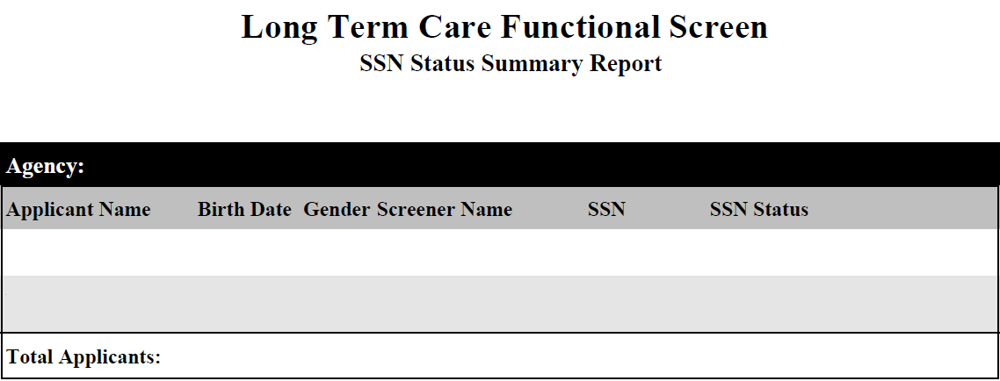 Long Term Care Functional Screen
SSN Status Summary Report
Agency:
Applicant Name Birth Date Gender Screener Name SSN SSN Status
Total Applicants: